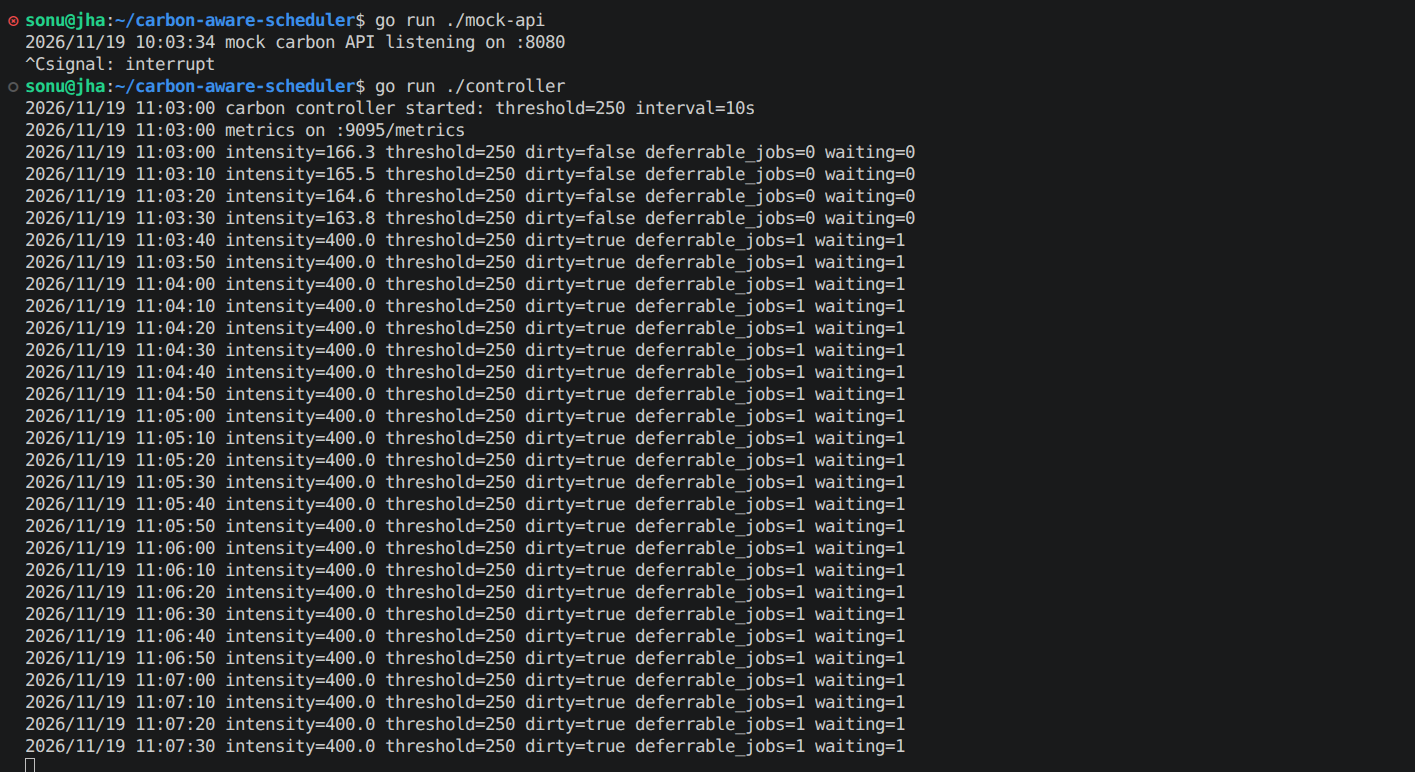 sonu@jha:~/carbon-aware-scheduler$ go run ./mock-api
2026/11/19 10:03:34 mock carbon API listening on :8080
^Csignal: interrupt
sonu@jha:~/carbon-aware-scheduler$ go run ./controller
2026/11/19 11:03:00 carbon controller started: threshold=250 interval=10s
2026/11/19 11:03:00 metrics on :9095/metrics
2026/11/19 11:03:00 intensity=166.3 threshold=250 dirty=false deferrable_jobs=0 waiting=0
2026/11/19 11:03:10 intensity=165.5 threshold=250 dirty=false deferrable_jobs=0 waiting=0
2026/11/19 11:03:20 intensity=164.6 threshold=250 dirty=false deferrable_jobs=0 waiting=0
2026/11/19 11:03:30 intensity=163.8 threshold=250 dirty=false deferrable_jobs=0 waiting=0
2026/11/19 11:03:40 intensity=400.0 threshold=250 dirty=true deferrable_jobs=1 waiting=1
2026/11/19 11:03:50 intensity=400.0 threshold=250 dirty=true deferrable_jobs=1 waiting=1
2026/11/19 11:04:00 intensity=400.0 threshold=250 dirty=true deferrable_jobs=1 waiting=1
2026/11/19 11:04:10 intensity=400.0 threshold=250 dirty=true deferrable_jobs=1 waiting=1
2026/11/19 11:04:20 intensity=400.0 threshold=250 dirty=true deferrable_jobs=1 waiting=1
2026/11/19 11:04:30 intensity=400.0 threshold=250 dirty=true deferrable_jobs=1 waiting=1
2026/11/19 11:04:40 intensity=400.0 threshold=250 dirty=true deferrable_jobs=1 waiting=1
2026/11/19 11:04:50 intensity=400.0 threshold=250 dirty=true deferrable_jobs=1 waiting=1
2026/11/19 11:05:00 intensity=400.0 threshold=250 dirty=true deferrable_jobs=1 waiting=1
2026/11/19 11:05:10 intensity=400.0 threshold=250 dirty=true deferrable_jobs=1 waiting=1
2026/11/19 11:05:20 intensity=400.0 threshold=250 dirty=true deferrable_jobs=1 waiting=1
2026/11/19 11:05:30 intensity=400.0 threshold=250 dirty=true deferrable_jobs=1 waiting=1
2026/11/19 11:05:40 intensity=400.0 threshold=250 dirty=true deferrable_jobs=1 waiting=1
2026/11/19 11:05:50 intensity=400.0 threshold=250 dirty=true deferrable_jobs=1 waiting=1
2026/11/19 11:06:00 intensity=400.0 threshold=250 dirty=true deferrable_jobs=1 waiting=1
2026/11/19 11:06:10 intensity=400.0 threshold=250 dirty=true deferrable_jobs=1 waiting=1
2026/11/19 11:06:20 intensity=400.0 threshold=250 dirty=true deferrable_jobs=1 waiting=1
2026/11/19 11:06:30 intensity=400.0 threshold=250 dirty=true deferrable_jobs=1 waiting=1
2026/11/19 11:06:40 intensity=400.0 threshold=250 dirty=true deferrable_jobs=1 waiting=1
2026/11/19 11:06:50 intensity=400.0 threshold=250 dirty=true deferrable_jobs=1 waiting=1
2026/11/19 11:07:00 intensity=400.0 threshold=250 dirty=true deferrable_jobs=1 waiting=1
2026/11/19 11:07:10 intensity=400.0 threshold=250 dirty=true deferrable_jobs=1 waiting=1
2026/11/19 11:07:20 intensity=400.0 threshold=250 dirty=true deferrable_jobs=1 waiting=1
2026/11/19 11:07:30 intensity=400.0 threshold=250 dirty=true deferrable_jobs=1 waiting=1